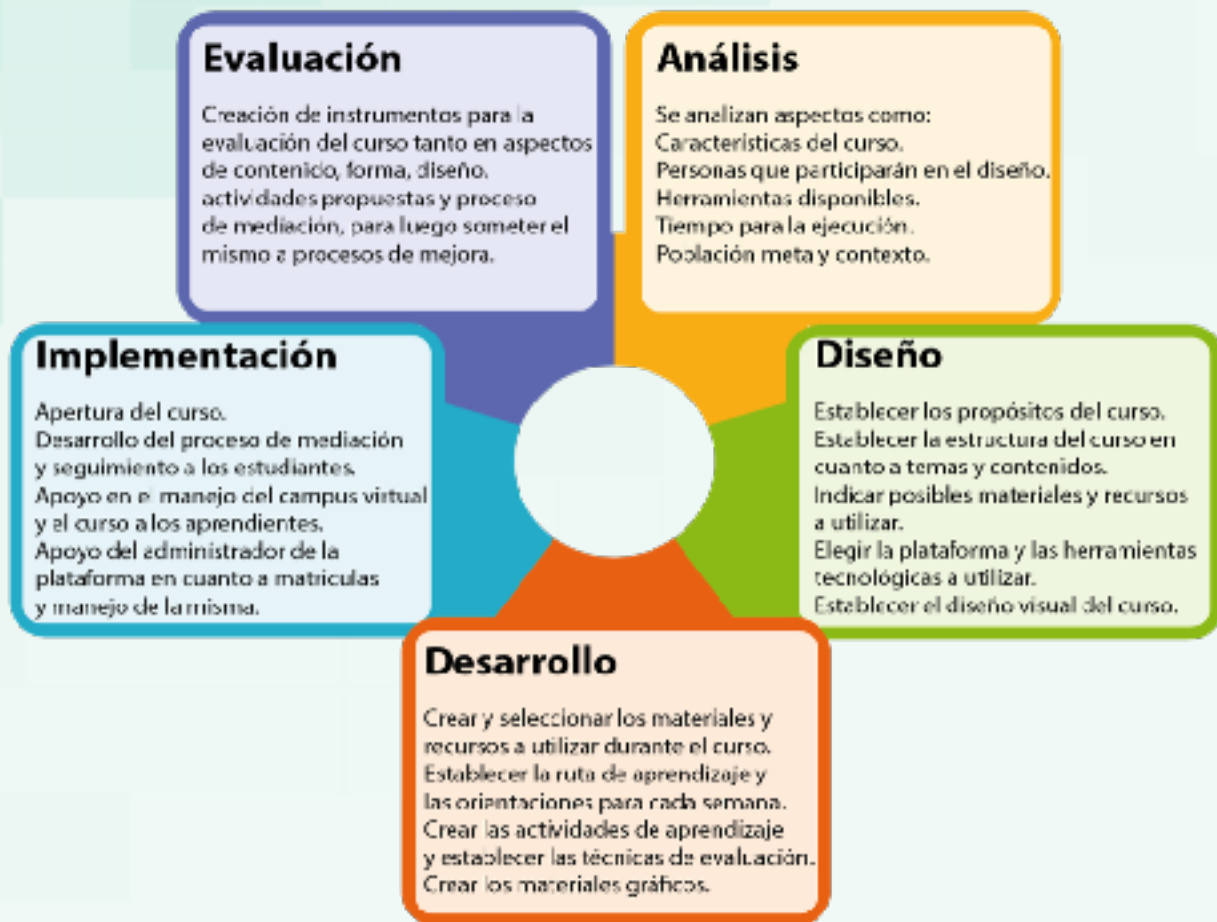 Evaluación
Creación de instrumentos para la
evaluación del curso tanto en aspectos
de contenido, forma, diseño.
actividades propuestas y proceso
de mediación, para luego someter el
mismo a procesos de mejora.
Análisis
Se analizan aspectos como:
Características del curso.
Personas que participarán en el diseño.
Herramientas disponibles.
Tiempo para la ejecución.
Población meta y contexto.
Implementación
Apertura del curso.
Desarrollo del proceso de mediación
y seguimiento a los estudiantes.
Apoyo en el manejo del campus virtual
y el curso a los aprendientes.
Apoyo del administrador de la
plataforma en cuanto a matriculas
y manejo de la misma.
Diseño
Establecer los propósitos del curso.
Establecer la estructura del curso en
cuanto a temas y contenidos.
Indicar posibles materiales y recursos
a utilizar.
Elegir la plataforma y las herramientas
tecnológicas a utilizar.
Establecer el diseño visual del curso.
Desarrollo
Crear y seleccionar los materiales y
recursos a utilizar durante el curso.
Establecer la ruta de aprendizaje y
las orientaciones para cada semana.
Crear las actividades de aprendizaje
y establecer las técnicas de evaluación.
Crear los materiales gráficos.